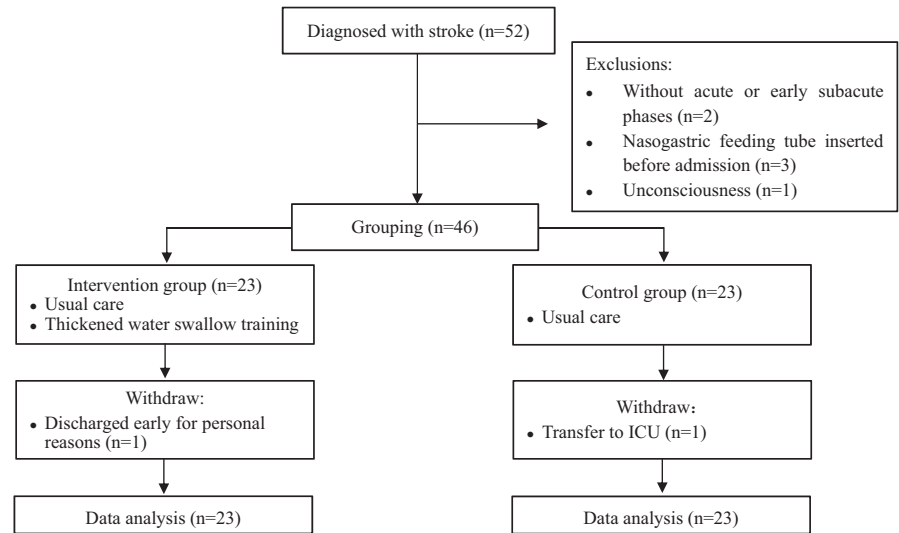 Diagnosed with stroke (n=52)
Exclusions:
• Without acute or early subacute
phases (n=2)
• Nasogastric feeding tube inserted
before admission (n=3)
• Unconsciousness (n=1)
Grouping (n=46)
Intervention group (n=23)
• Usual care
• Thickened water swallow training
Control group (n=23)
• Usual care
Withdraw:
• Discharged early for personal
reasons (n=1)
Withdraw：
• Transfer to ICU (n=1)
Data analysis (n=23)
Data analysis (n=23)